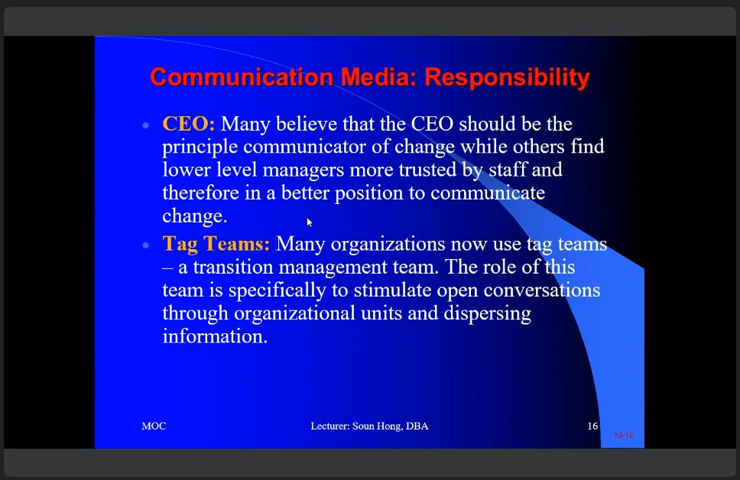 Communication Media: Responsibility
• CEO: Many believe that the CEO should be the
principle communicator of change while others find
lower level managers more trusted by staff and
therefore in a better position to communicate
change.
• Tag Teams: Many organizations now use tag teams
– a transition management team. The role of this
team is specifically to stimulate open conversations
through organizational units and dispersing
information.
MOC Lecturer: Soun Hong, DBA 16
10-16